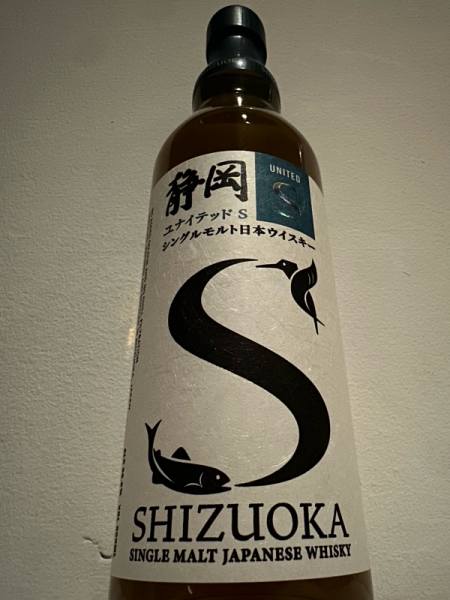 SHIZUOKA
静岡
UNITED
S
ユナイテッド S
シングルモルト日本ウイスキー
S
SHIZUOKA
SINGLE MALT JAPANESE WHISKY